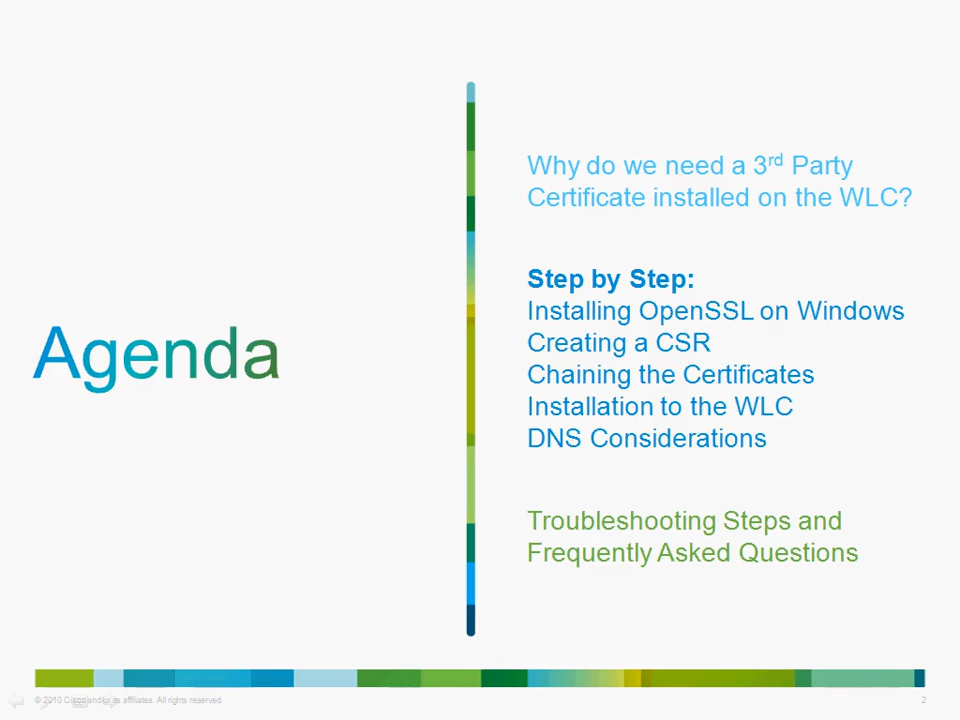 Agenda
Why do we need a 3rd Party
Certificate installed on the WLC?
Step by Step:
Installing OpenSSL on Windows
Creating a CSR
Chaining the Certificates
Installation to the WLC
DNS Considerations
Troubleshooting Steps and
Frequently Asked Questions
© 2010 Cisco and/or its affiliates. All rights reserved.
2